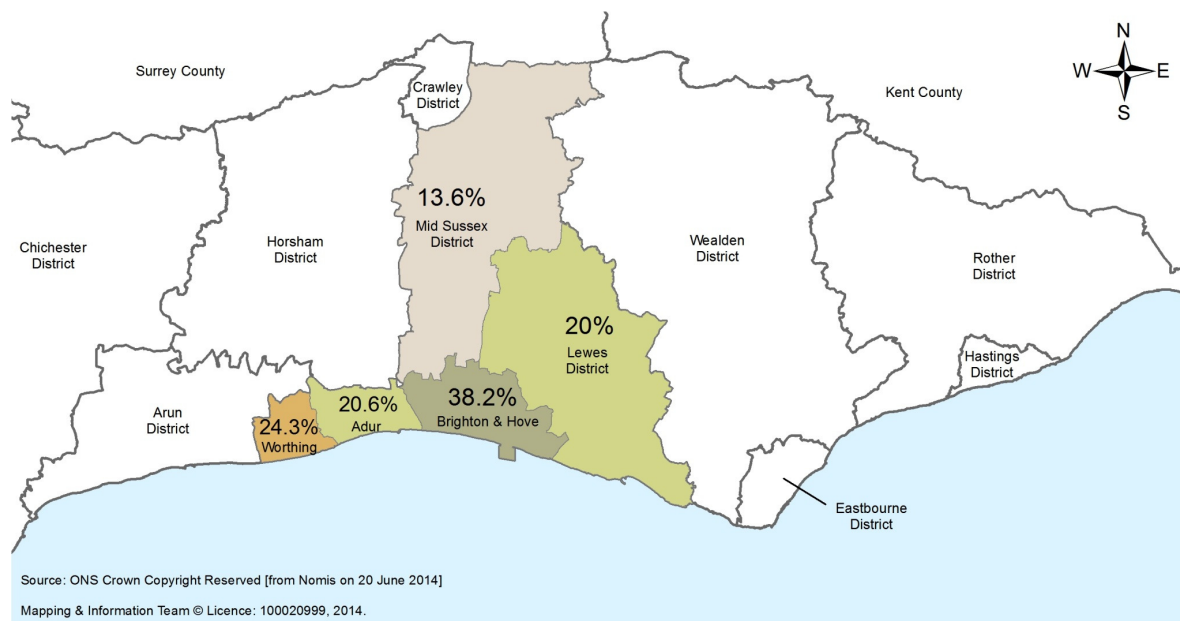 N
W E
S
Surrey County
Crawley
District
Kent County
13.6%
Mid Sussex
District
Chichester
District
Horsham
District
Wealden
District
Rother
District
20%
Lewes
District
Hastings
District
Arun
District
24.3%
Worthing
20.6%
Adur
38.2%
Brighton & Hove
Eastbourne
District
Source: ONS Crown Copyright Reserved [from Nomis on 20 June 2014]
Mapping & Information Team © Licence: 100020999, 2014.